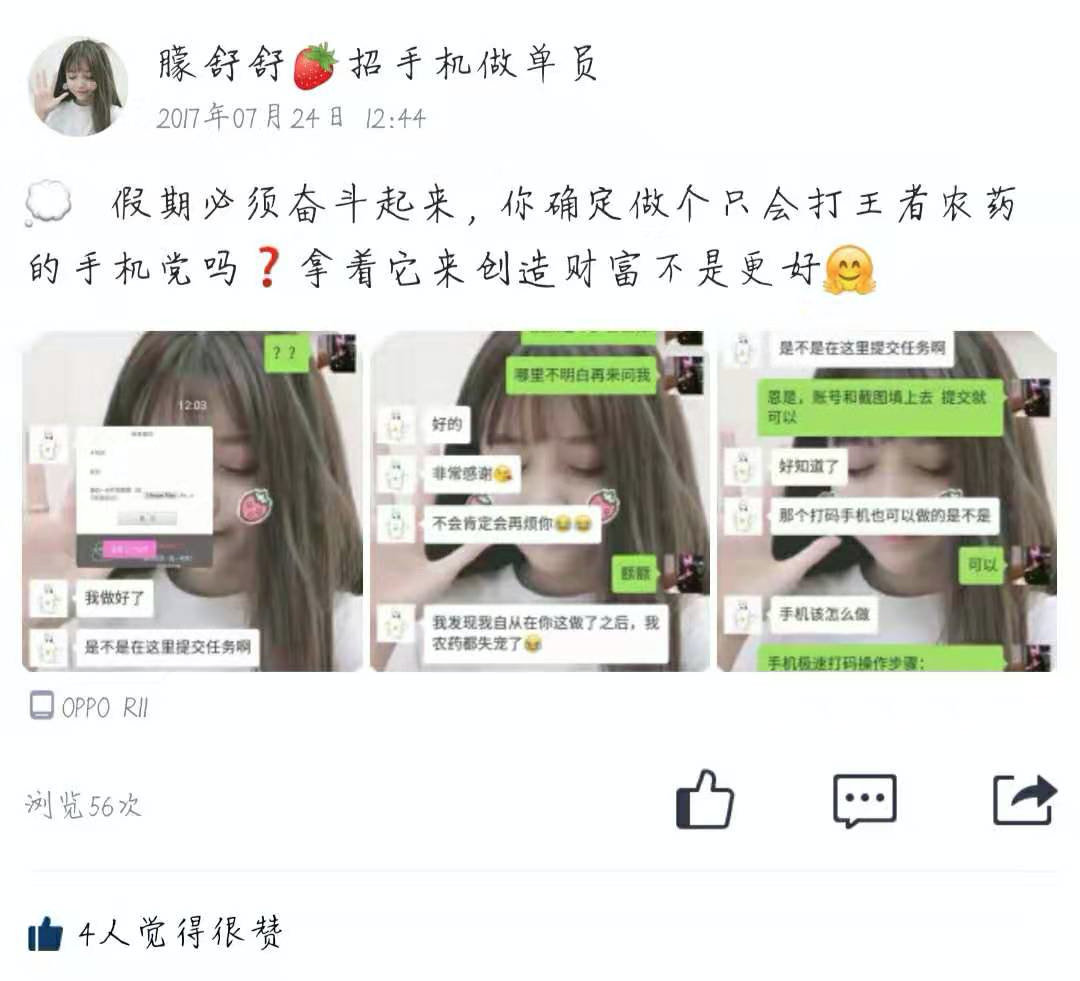 朦舒舒🍓招手机做单员
2017年07月24日 12:44
💭 假期必须奋斗起来，你确定做个只会打王者农药
的手机党吗❓拿着它来创造财富不是更好🤗
？？
12:03
我做好了
是不是在这里提交任务啊
哪里不明白再来问我
好的
非常感谢😘
不会肯定会再烦你😂😂
额额
我发现我自从在你这做了之后，我
农药都失宠了😂
是不是在这里提交任务啊
恩是，账号和截图填上去 提交就
可以
好知道了
那个打码手机也可以做的是不是
可以
手机该怎么做
手机极速打码操作步骤：
OPPO R11
浏览56次
4人觉得很赞